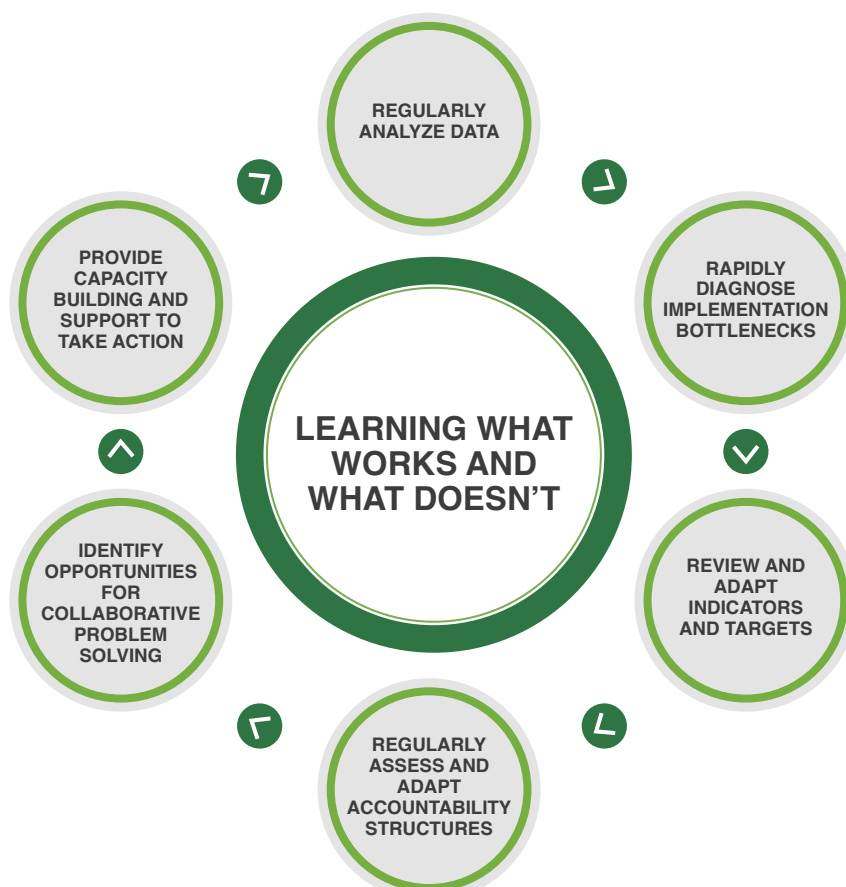 REGULARLY
ANALYZE DATA
RAPIDLY
DIAGNOSE
IMPLEMENTATION
BOTTLENECKS
REVIEW AND
ADAPT
INDICATORS
AND TARGETS
REGULARLY
ASSESS AND
ADAPT
ACCOUNTABILITY
STRUCTURES
IDENTIFY
OPPORTUNITIES
FOR
COLLABORATIVE
PROBLEM
SOLVING
PROVIDE
CAPACITY
BUILDING AND
SUPPORT TO
TAKE ACTION
LEARNING WHAT
WORKS AND
WHAT DOESN'T